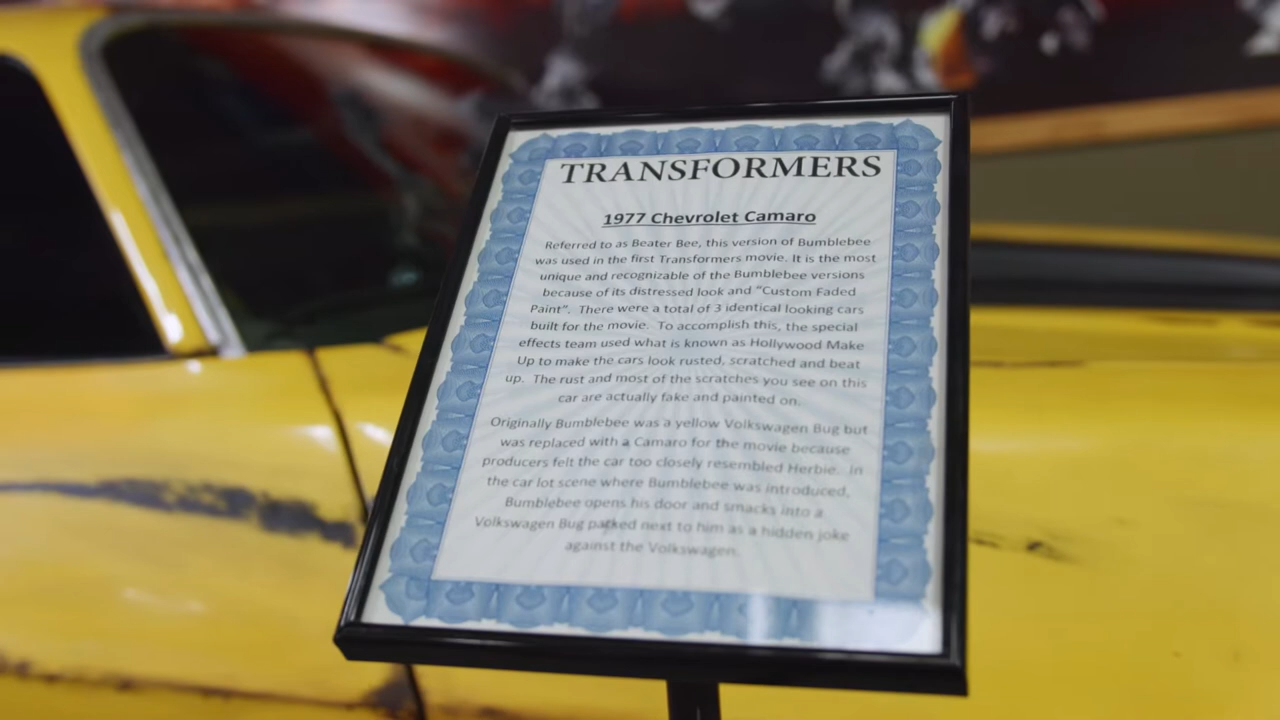 TRANSFORMERS
1977 Chevrolet Camaro
Referred to as Beater Bee, this version of Bumblebee
was used in the first Transformers movie. It is the most
unique and recognizable of the Bumblebee versions
because of its distressed look and "Custom Faded
Paint". There were a total of 3 identical looking cars
built for the movie. To accomplish this, the special
effects team used what is known as Hollywood Make
Up to make the cars look rusted, scratched and beat
up. The rust and most of the scratches you see on this
car are actually fake and painted on.
Originally Bumblebee was a yellow Volkswagen Bug but
was replaced with a Camaro for the movie because
producers felt the car too closely resembled Herbie. In
the car lot scene where Bumblebee was introduced,
Bumblebee opens his door and smacks into a
Volkswagen Bug parked next to him as a hidden joke
against the Volkswagen.